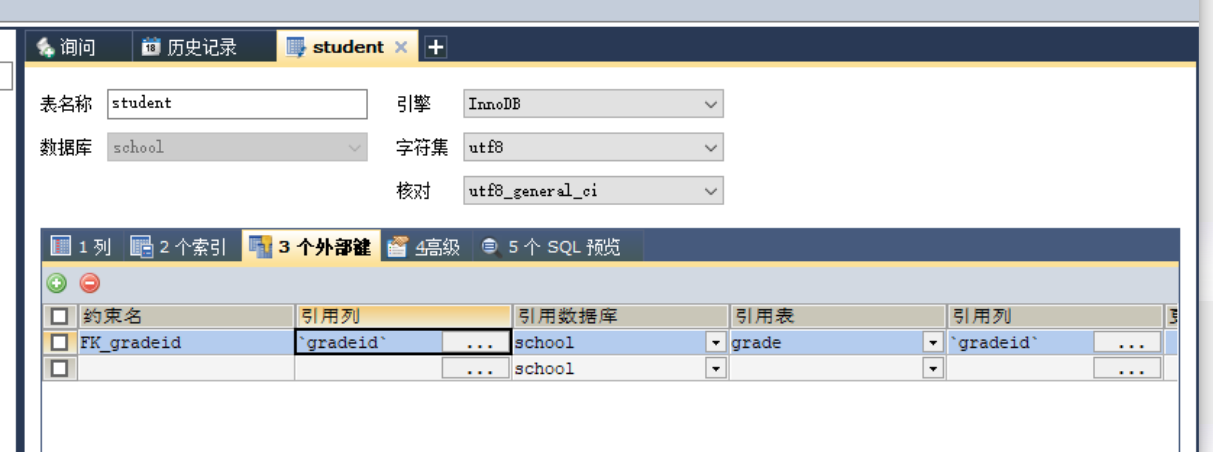 询问 历史记录 student
表名称 student 引擎 InnoDB
数据库 school 字符集 utf8
核对 utf8_general_ci
1 列 2 个索引 3 个外部键 4高级 5 个 SQL 预览
约束名 引用列 引用数据库 引用表 引用列
FK_gradeid `gradeid` ... school grade `gradeid` ...
... school ...